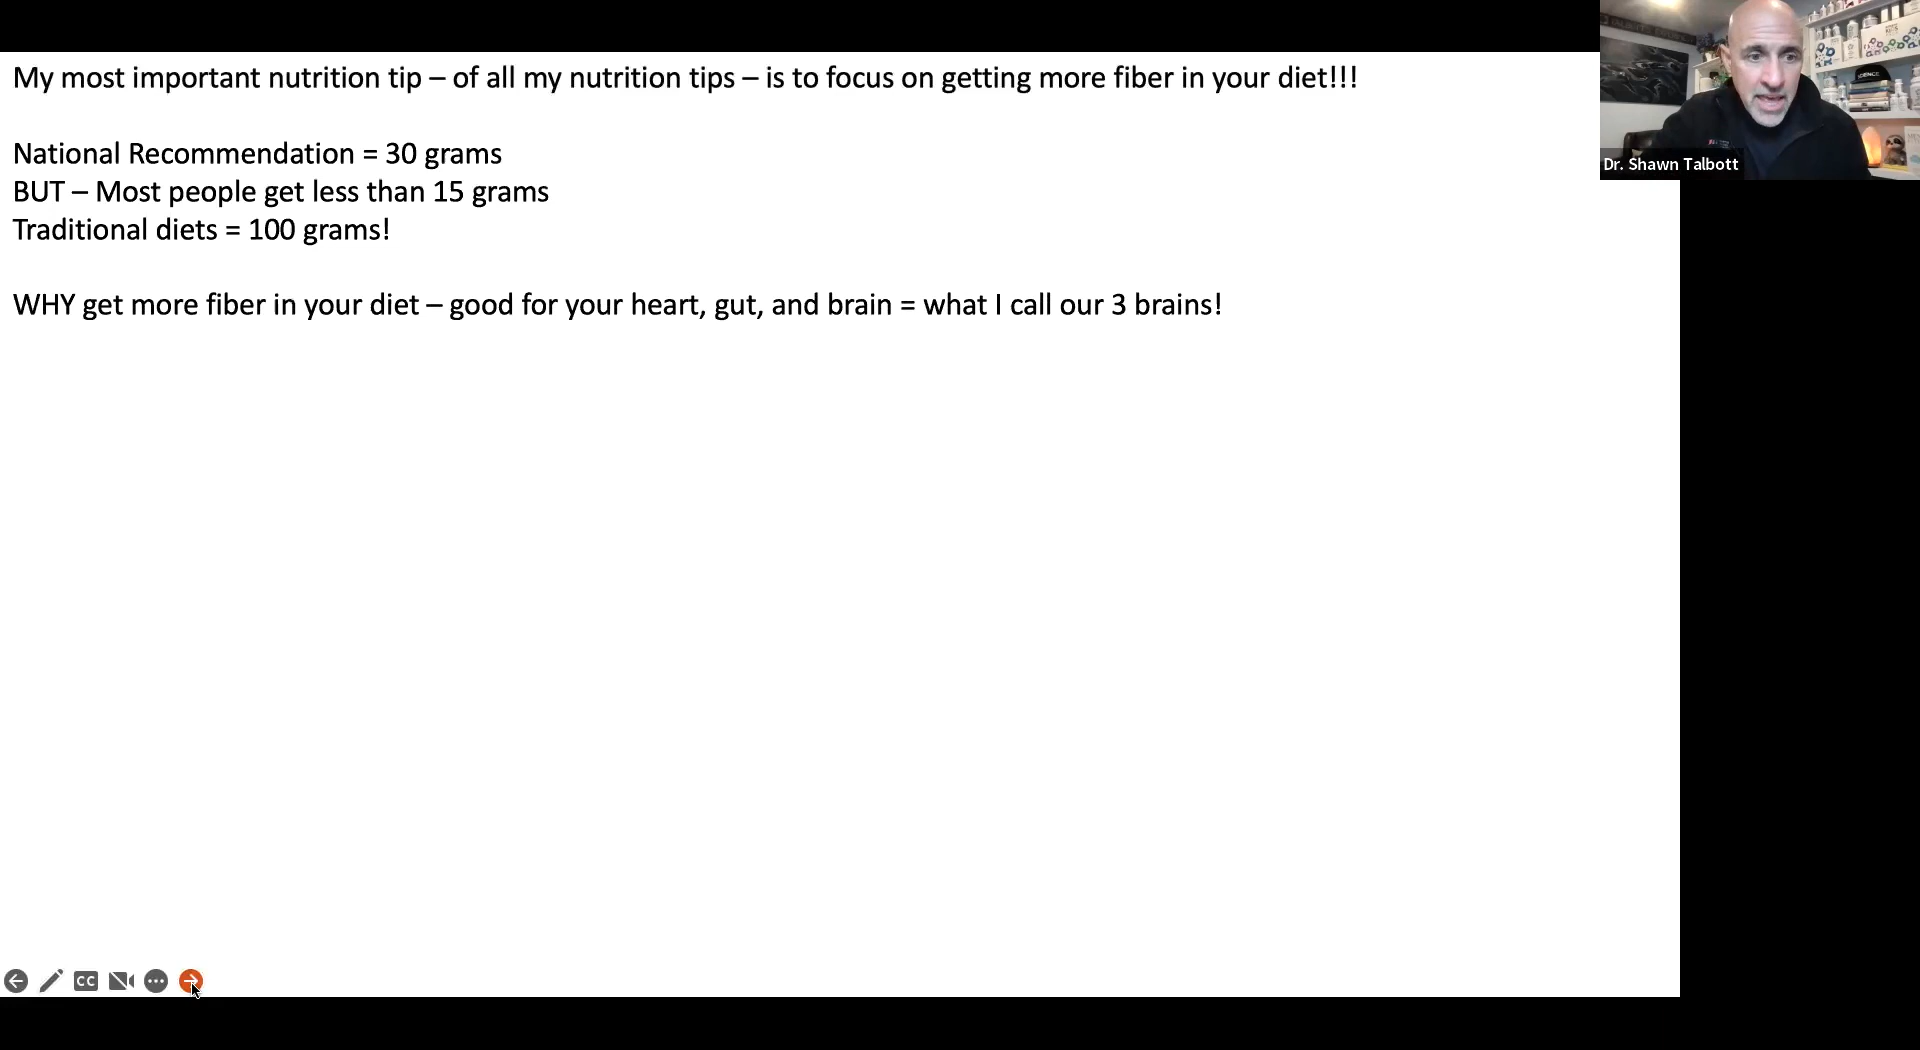 My most important nutrition tip – of all my nutrition tips – is to focus on getting more fiber in your diet!!!
National Recommendation = 30 grams
BUT – Most people get less than 15 grams
Traditional diets = 100 grams!
WHY get more fiber in your diet – good for your heart, gut, and brain = what I call our 3 brains!
SCIENCE
Dr. Shawn Talbott
CC